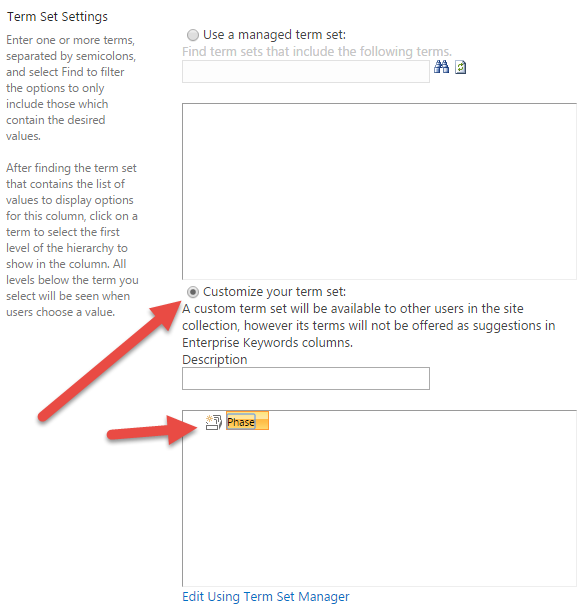 Term Set Settings
Enter one or more terms,
separated by semicolons,
and select Find to filter
the options to only
include those which
contain the desired
values.
After finding the term set
that contains the list of
values to display options
for this column, click on a
term to select the first
level of the hierarchy to
show in the column. All
levels below the term you
select will be seen when
users choose a value.
Use a managed term set:
Find term sets that include the following terms.
Customize your term set:
A custom term set will be available to other users in the site
collection, however its terms will not be offered as suggestions in
Enterprise Keywords columns.
Description
Phase
Edit Using Term Set Manager